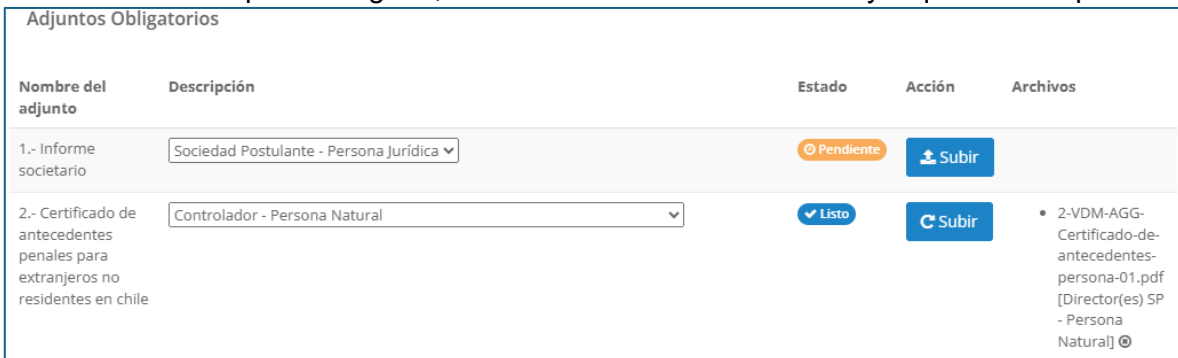 Adjuntos Obligatorios
Nombre del adjunto Descripción Estado Acción Archivos
1.- Informe societario Sociedad Postulante - Persona Jurídica Pendiente Subir
2.- Certificado de antecedentes penales para extranjeros no residentes en chile Controlador - Persona Natural Listo Subir 2-VDM-AGG-Certificado-de-antecedentes-persona-01.pdf [Director(es) SP - Persona Natural]